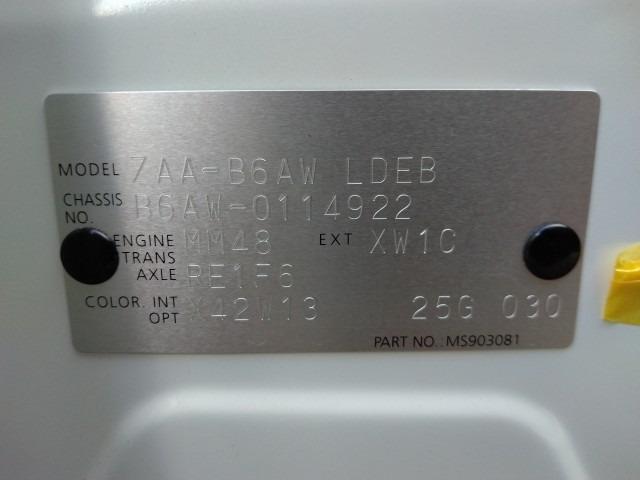 MODEL 7AA-B6AW LDEB
CHASSIS NO. B6AW-0114922
ENGINE MM48 EXT XW1C
TRANS AXLE RE1F6
COLOR. INT OPT X42W13 25G 030
PART NO.:MS903081